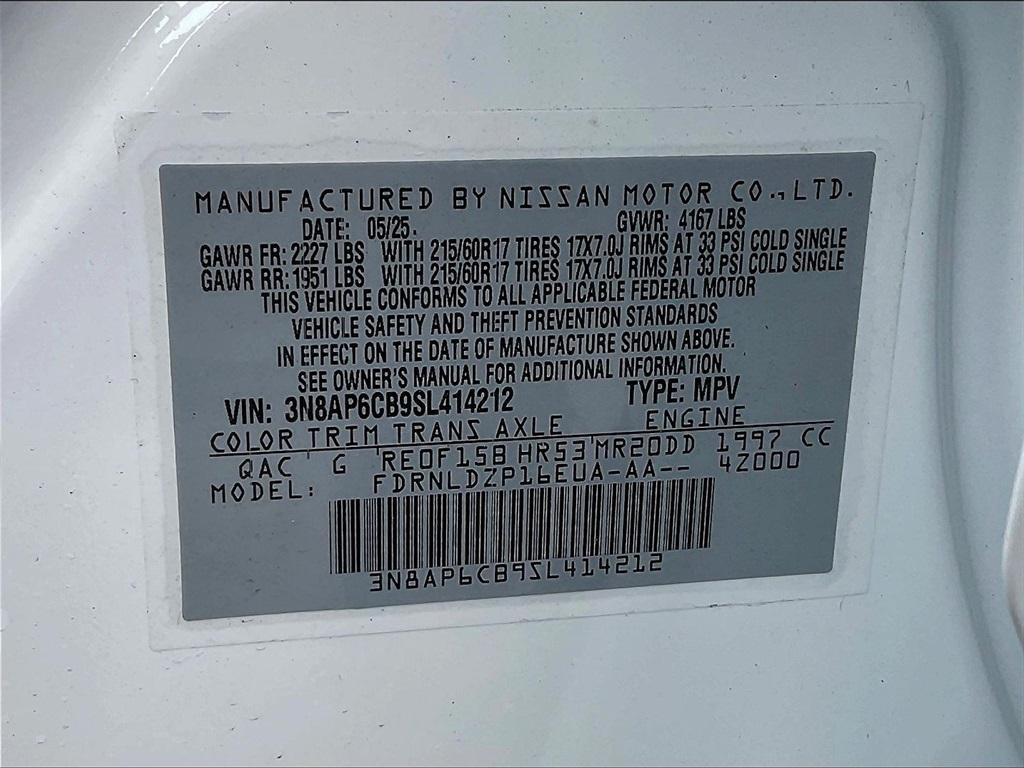 MANUFACTURED BY NISSAN MOTOR CO., LTD.
DATE: 05/25. GVWR: 4167 LBS
GAWR FR: 2227 LBS WITH 215/60R17 TIRES 17X7.0J RIMS AT 33 PSI COLD SINGLE
GAWR RR: 1951 LBS WITH 215/60R17 TIRES 17X7.0J RIMS AT 33 PSI COLD SINGLE
THIS VEHICLE CONFORMS TO ALL APPLICABLE FEDERAL MOTOR
VEHICLE SAFETY AND THEFT PREVENTION STANDARDS
IN EFFECT ON THE DATE OF MANUFACTURE SHOWN ABOVE.
SEE OWNER'S MANUAL FOR ADDITIONAL INFORMATION.
VIN: 3N8AP6CB9SL414212 TYPE: MPV
COLOR TRIM TRANS AXLE ENGINE
QAC G RE0F15B HR53 MR20DD 1997 CC
MODEL: FDRNLDZP16EUA-AA-- 42000
3N8AP6CB9SL414212